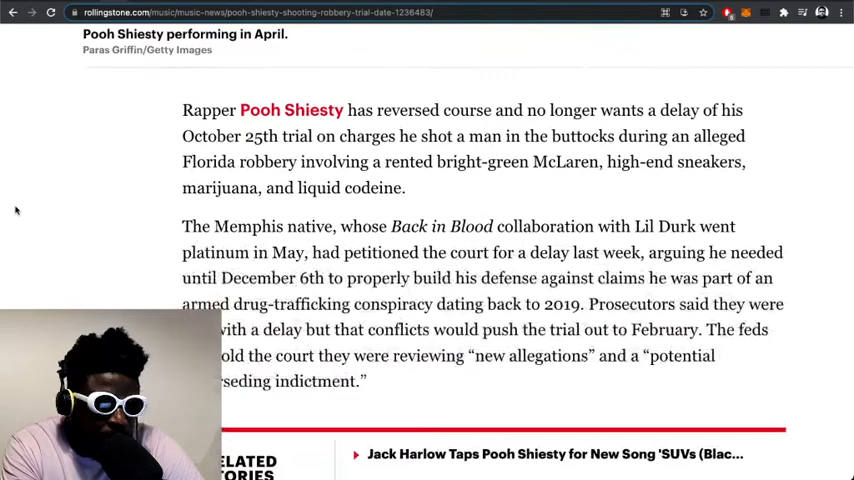 rollingstone.com/music/music-news/pooh-shiesty-shooting-robbery-trial-date-1236483/
Pooh Shiesty performing in April.
Paras Griffin/Getty Images
Rapper Pooh Shiesty has reversed course and no longer wants a delay of his
October 25th trial on charges he shot a man in the buttocks during an alleged
Florida robbery involving a rented bright-green McLaren, high-end sneakers,
marijuana, and liquid codeine.
The Memphis native, whose Back in Blood collaboration with Lil Durk went
platinum in May, had petitioned the court for a delay last week, arguing he needed
until December 6th to properly build his defense against claims he was part of an
armed drug-trafficking conspiracy dating back to 2019. Prosecutors said they were
with a delay but that conflicts would push the trial out to February. The feds
old the court they were reviewing “new allegations” and a “potential
rseding indictment.”
ELATED
TORIES
Jack Harlow Taps Pooh Shiesty for New Song 'SUVs (Blac...